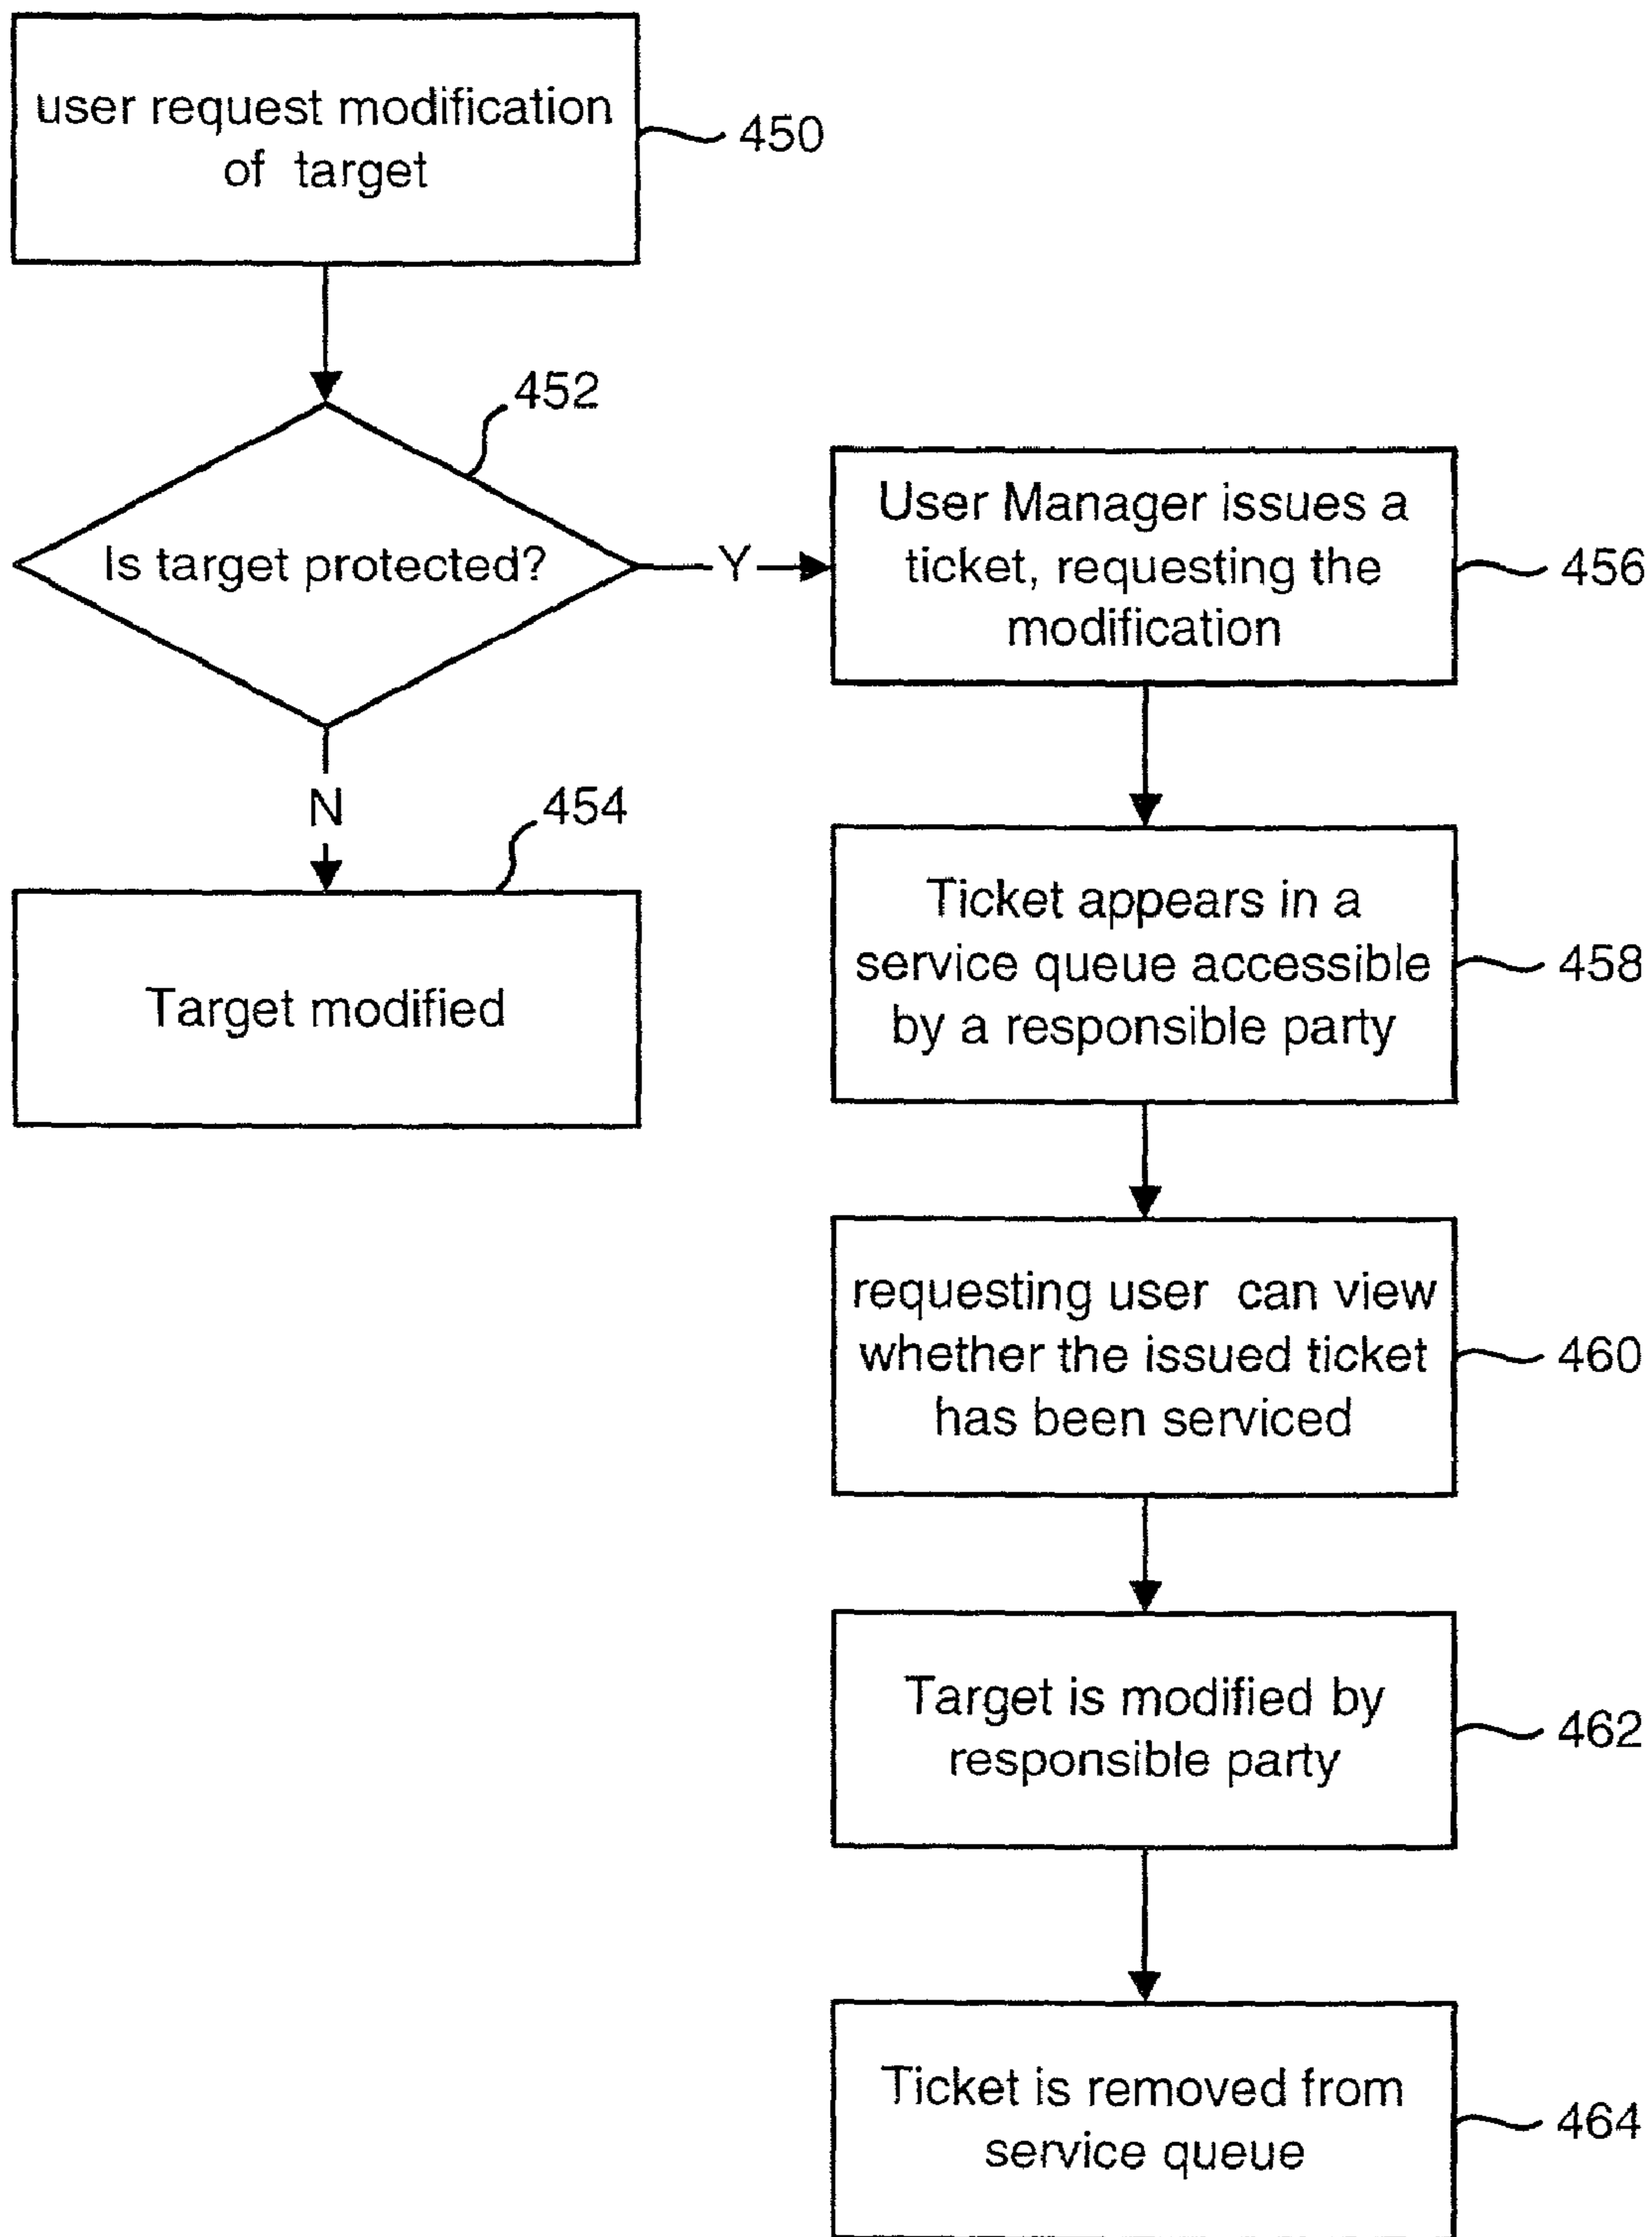 user request modification
of target
450
452
Is target protected?
Y
N
454
Target modified
User Manager issues a
ticket, requesting the
modification
456
Ticket appears in a
service queue accessible
by a responsible party
458
requesting user can view
whether the issued ticket
has been serviced
460
Target is modified by
responsible party
462
Ticket is removed from
service queue
464